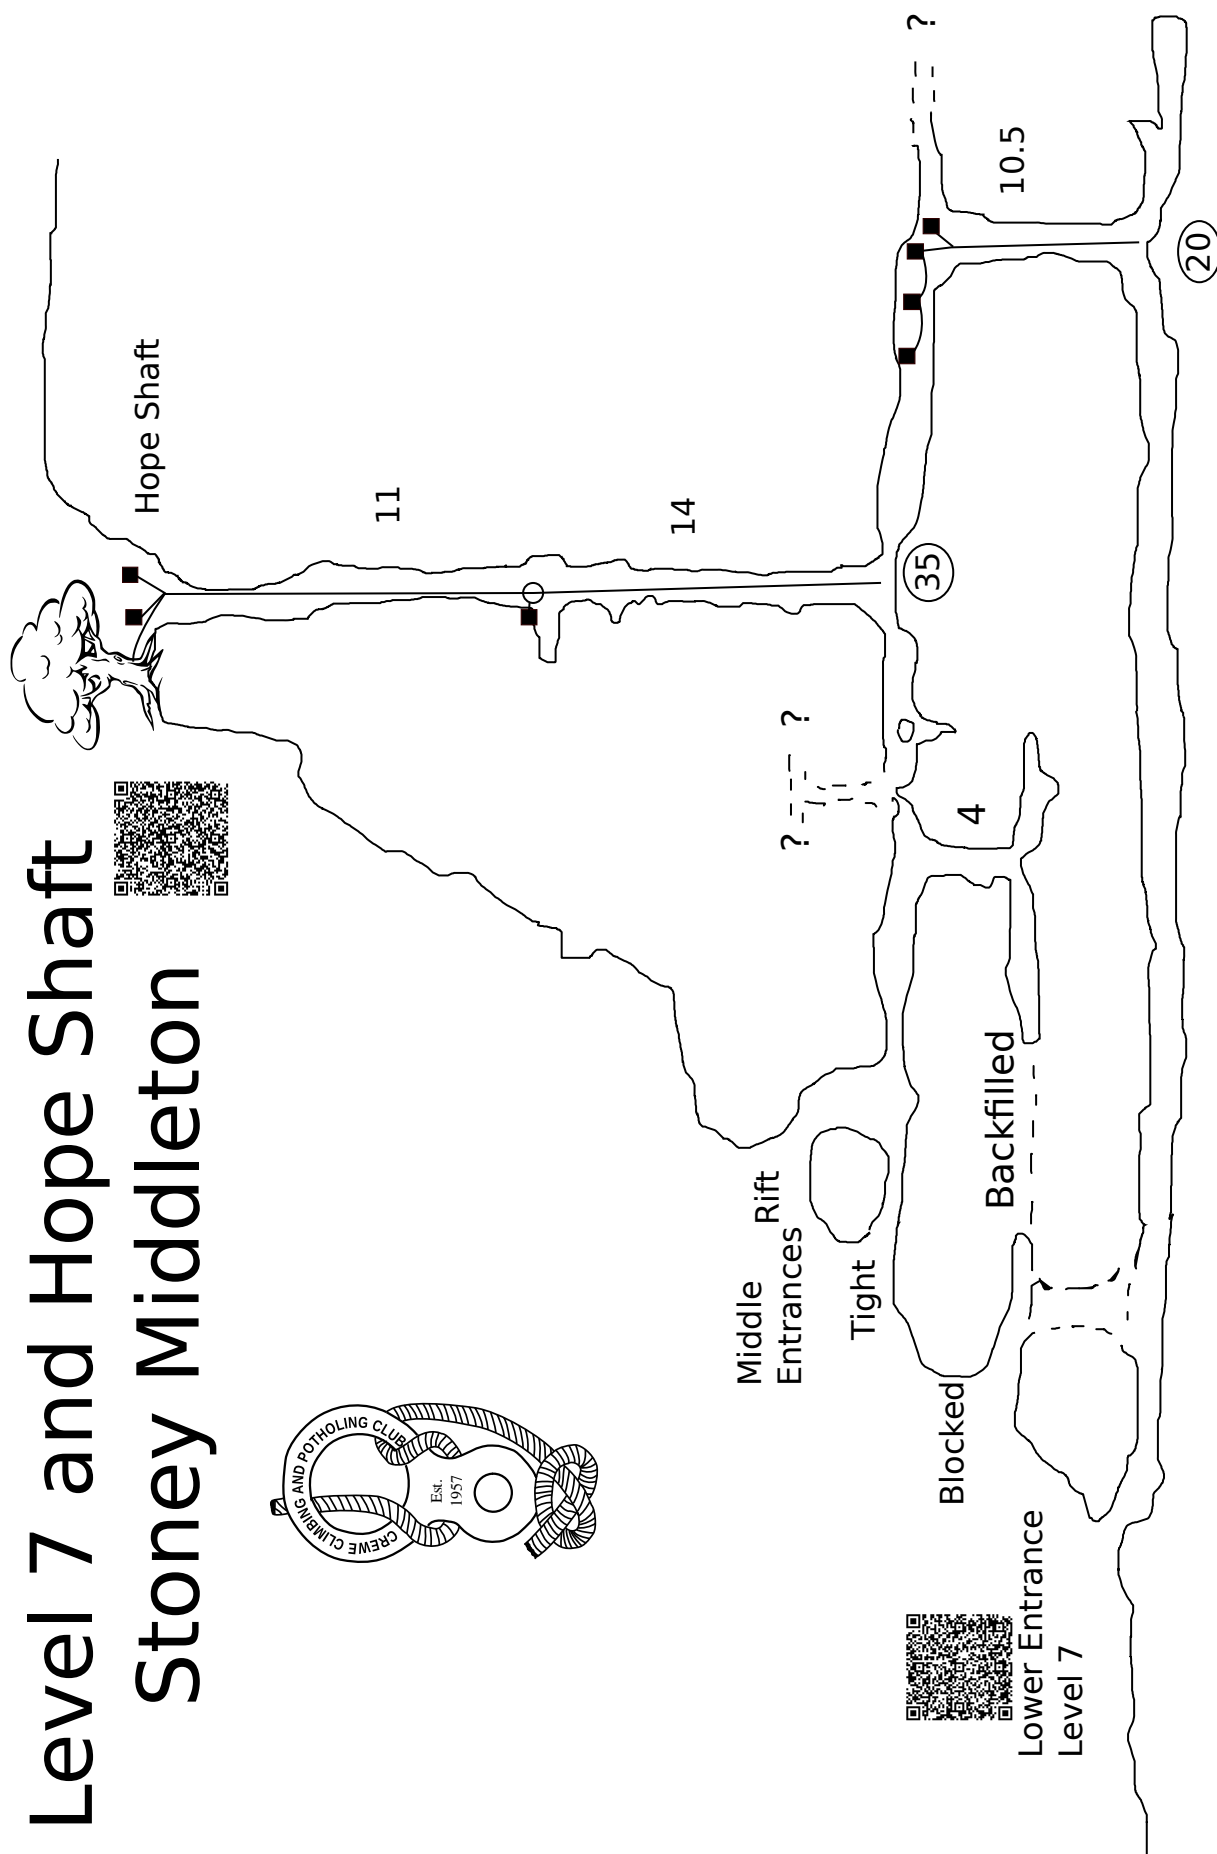 Level 7 and Hope Shaft
Stoney Middleton
Hope Shaft
11
14
35
?
10.5
20
?
?
4
Middle Rift
Entrances
Tight
Blocked
Backfilled
Lower Entrance
Level 7
CREWE CLIMBING AND POTHOLING CLUB
Est.
1957